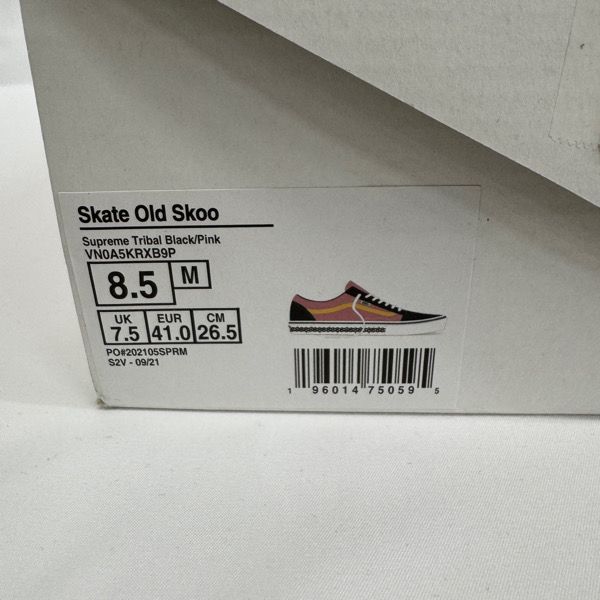 Skate Old Skoo
Supreme Tribal Black/Pink
VN0A5KRXB9P
8.5 M
UK EUR CM
7.5 41.0 26.5
PO#202105SPRM
S2V - 09/21
1 96014 75059 5